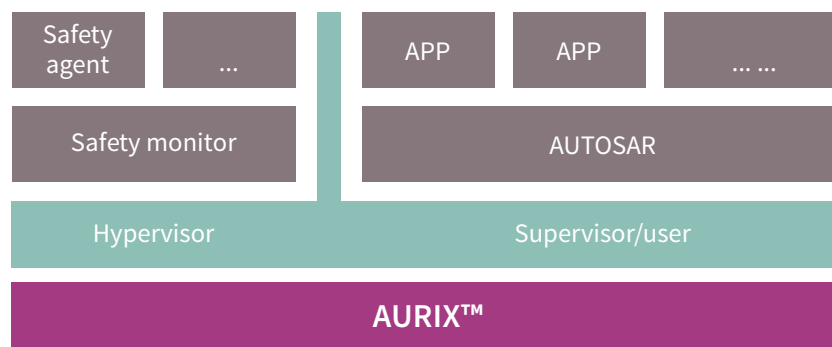 Safety
agent
...
APP
APP
... ...
Safety monitor
AUTOSAR
Hypervisor
Supervisor/user
AURIX™